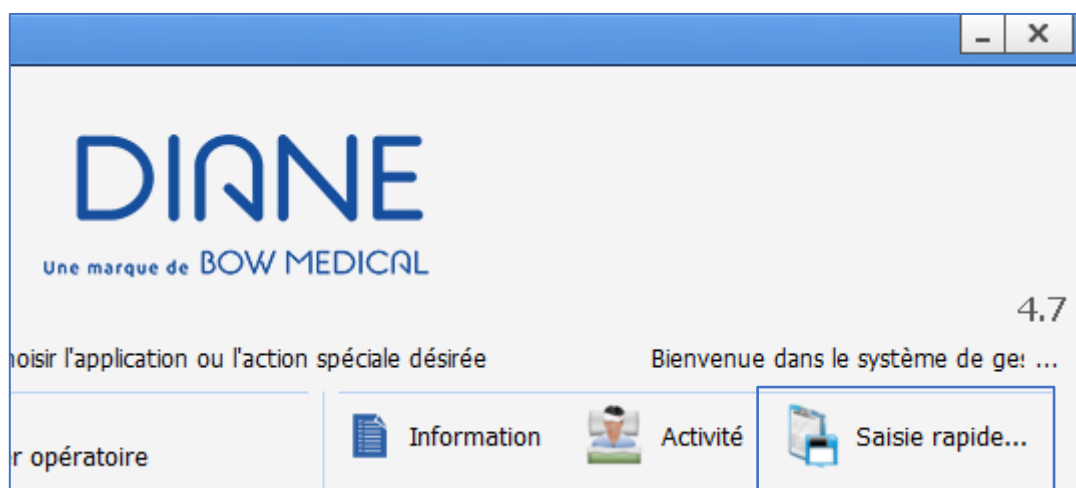 DIANE
Une marque de BOW MEDICAL
4.7
hoisir l'application ou l'action spéciale désirée
Bienvenue dans le système de ges ...
Information
Activité
Saisie rapide...
r opératoire